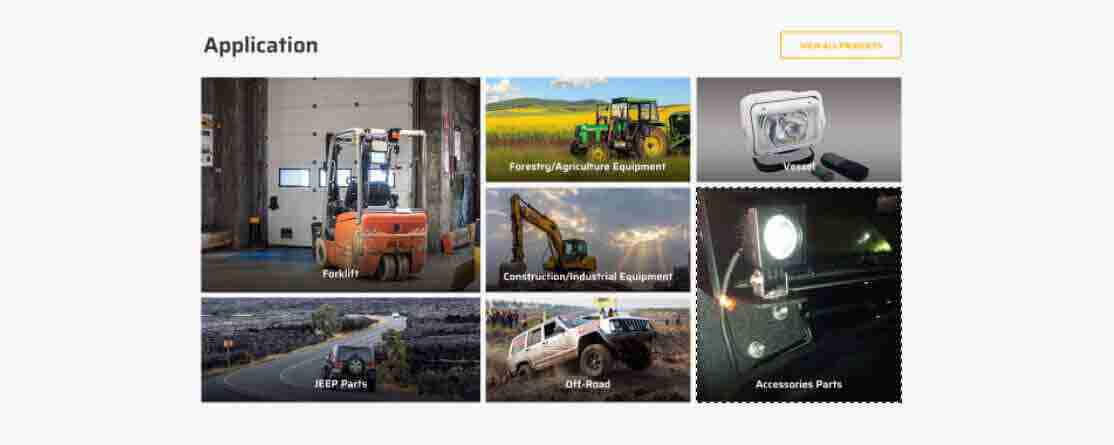 Application
VIEW ALL PRODUCTS
Forklift
Forestry/Agriculture Equipment
Vessel
Construction/Industrial Equipment
JEEP Parts
Off-Road
Accessories Parts